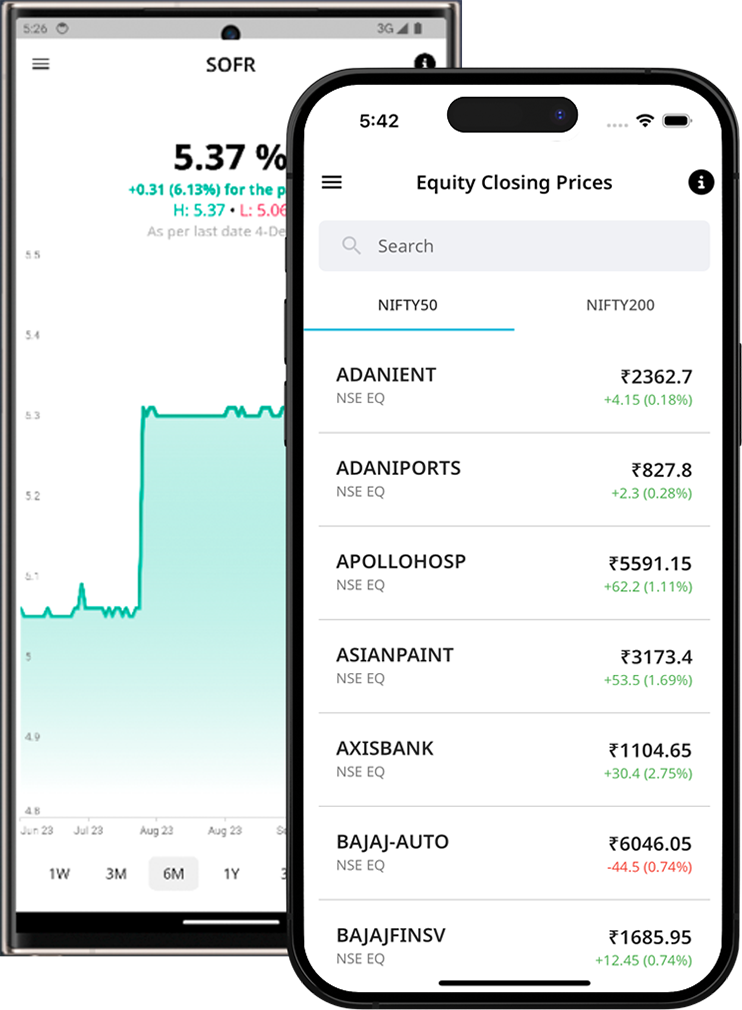 5:26
3G
SOFR
5.37 %
+0.31 (6.13%) for the p
H: 5.37 • L: 5.06
As per last date 4-De
5.5
5.4
5.3
5.2
5.1
5
4.9
4.8
Jun 23 Jul 23 Aug 23 Aug 23
1W 3M 6M 1Y
5:42
Equity Closing Prices
Search
NIFTY50 NIFTY200
ADANIENT ₹2362.7
NSE EQ +4.15 (0.18%)
ADANIPORTS ₹827.8
NSE EQ +2.3 (0.28%)
APOLLOHOSP ₹5591.15
NSE EQ +62.2 (1.11%)
ASIANPAINT ₹3173.4
NSE EQ +53.5 (1.69%)
AXISBANK ₹1104.65
NSE EQ +30.4 (2.75%)
BAJAJ-AUTO ₹6046.05
NSE EQ -44.5 (0.74%)
BAJAJFINSV ₹1685.95
NSE EQ +12.45 (0.74%)